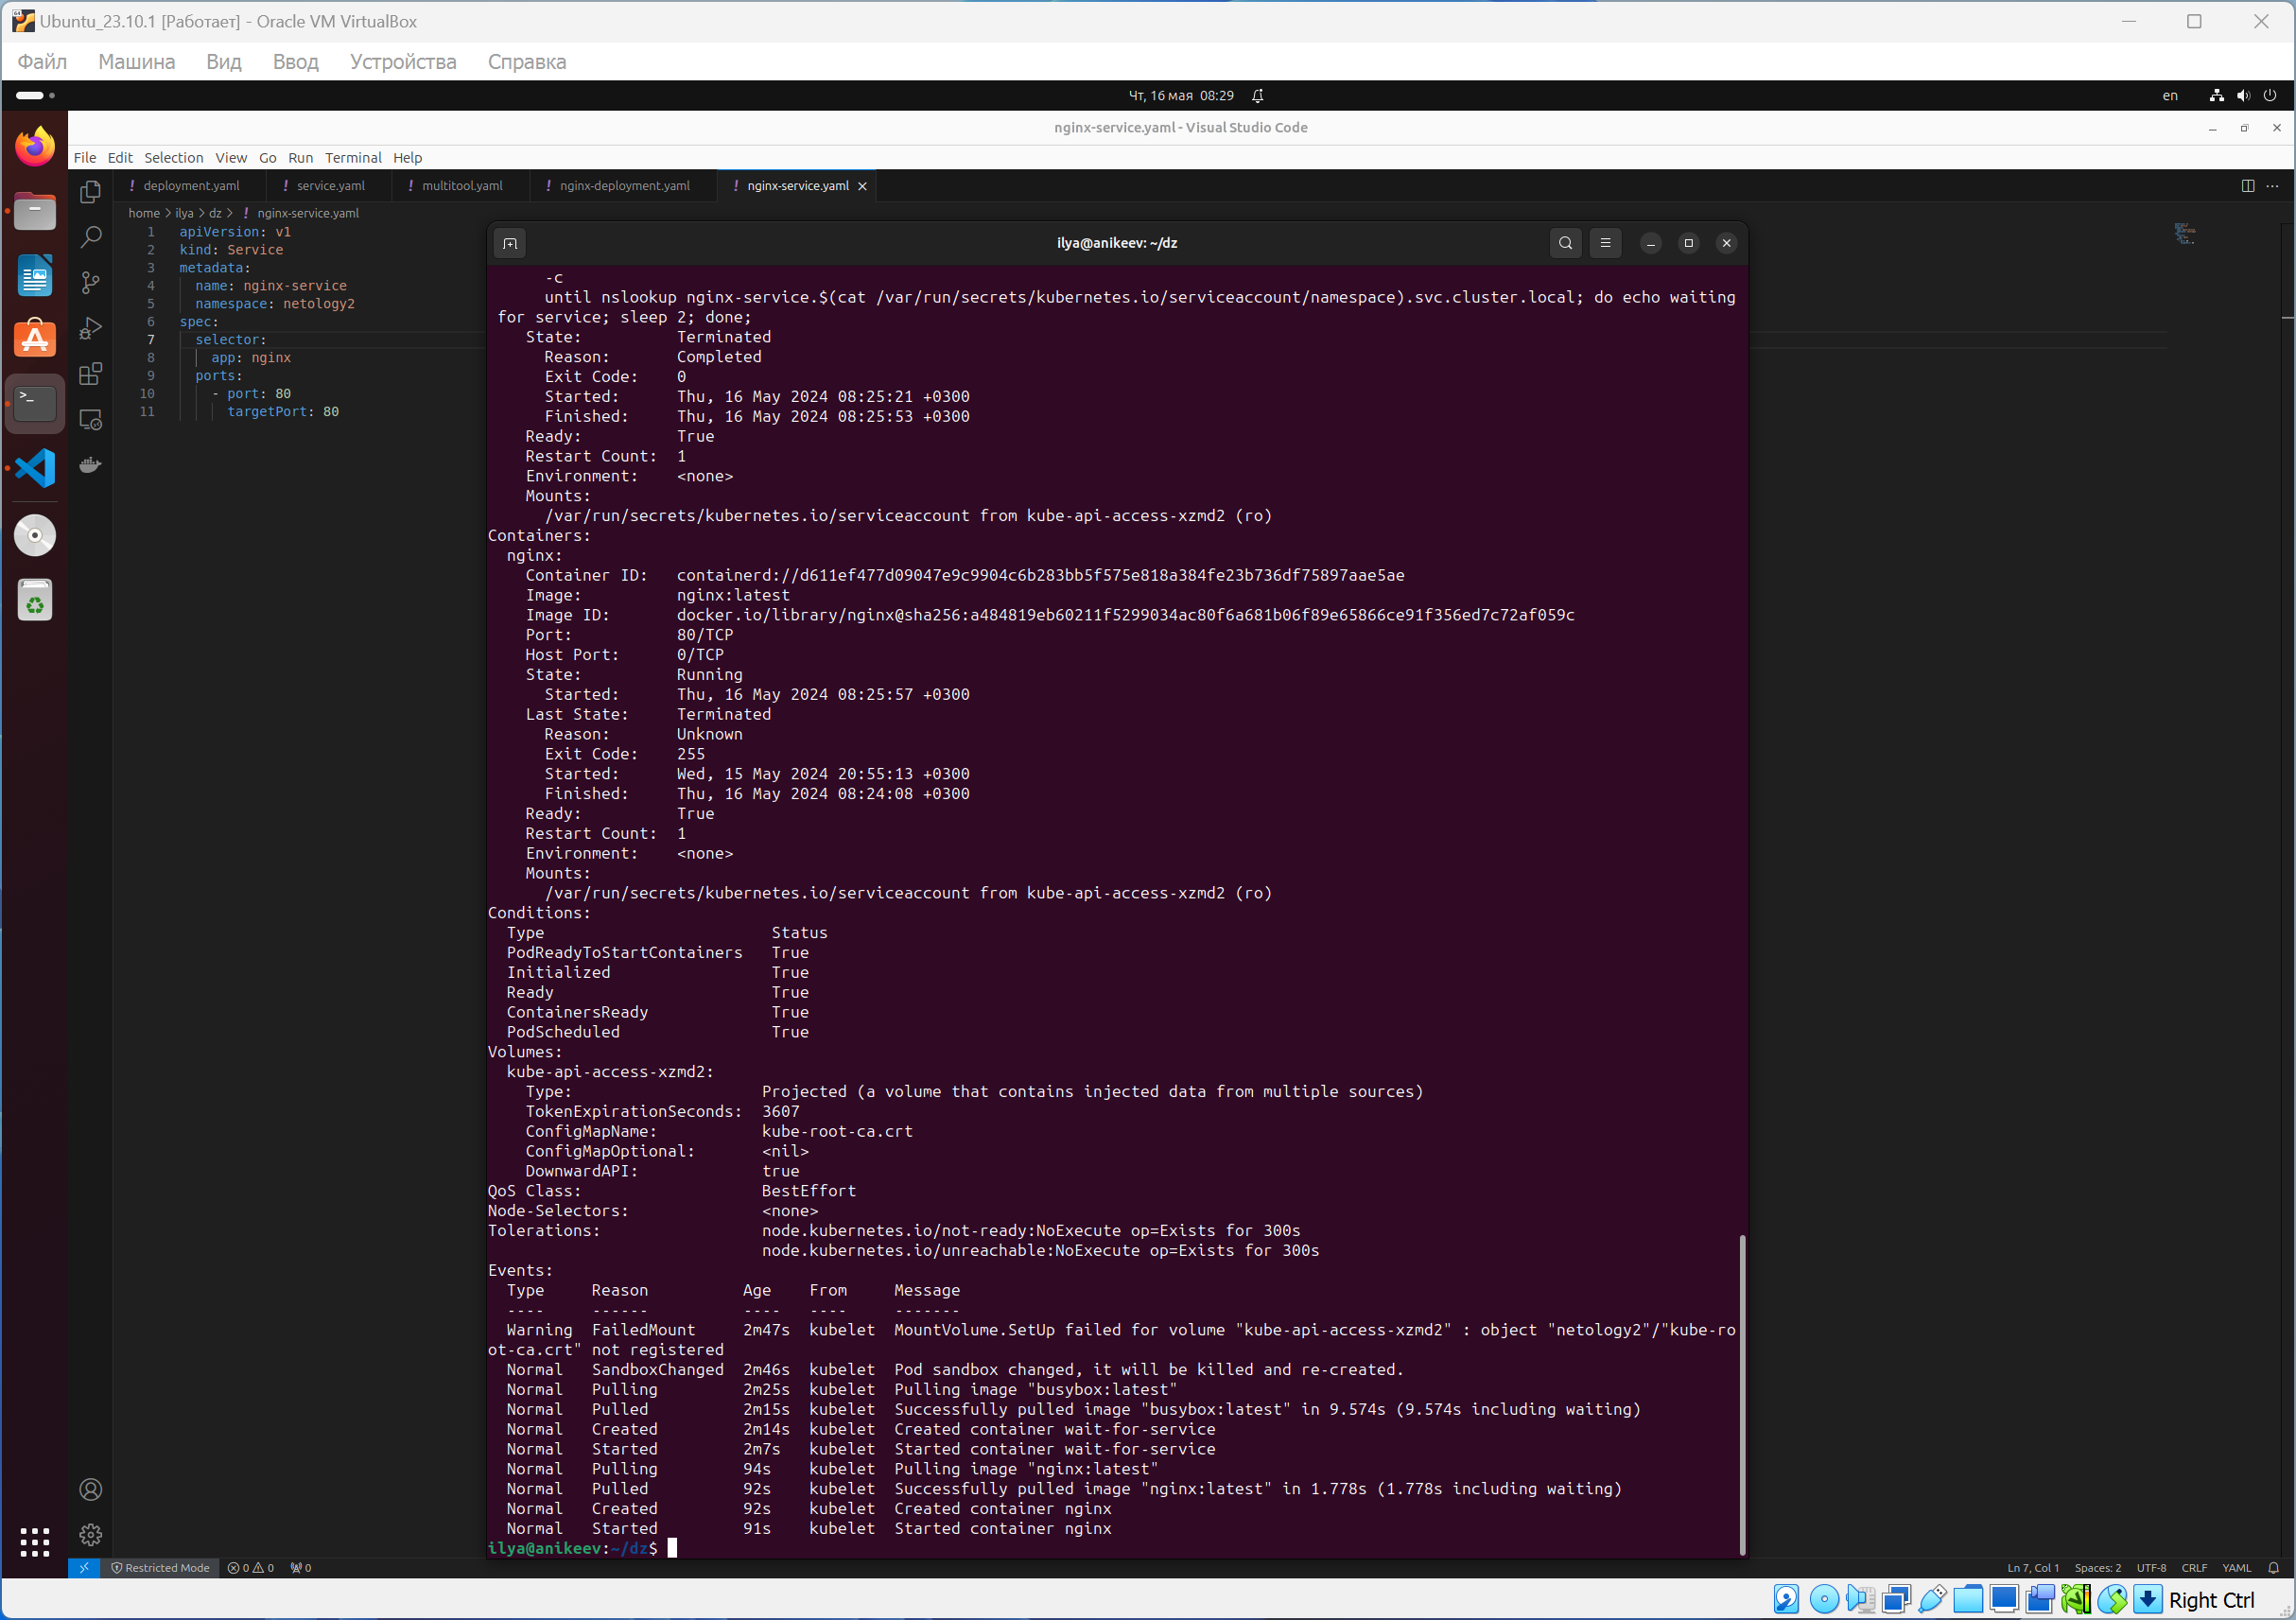 Ubuntu_23.10.1 [Работает] - Oracle VM VirtualBox
Файл Машина Вид Ввод Устройства Справка
Чт, 16 мая 08:29
en
nginx-service.yaml - Visual Studio Code
File Edit Selection View Go Run Terminal Help
! deployment.yaml ! service.yaml ! multitool.yaml ! nginx-deployment.yaml ! nginx-service.yaml
home > ilya > dz > ! nginx-service.yaml
1 apiVersion: v1
2 kind: Service
3 metadata:
4 name: nginx-service
5 namespace: netology2
6 spec:
7 selector:
8 app: nginx
9 ports:
10 - port: 80
11 targetPort: 80
ilya@anikeev: ~/dz
-c
until nslookup nginx-service.$(cat /var/run/secrets/kubernetes.io/serviceaccount/namespace).svc.cluster.local; do echo waiting
for service; sleep 2; done;
State: Terminated
Reason: Completed
Exit Code: 0
Started: Thu, 16 May 2024 08:25:21 +0300
Finished: Thu, 16 May 2024 08:25:53 +0300
Ready: True
Restart Count: 1
Environment: <none>
Mounts:
/var/run/secrets/kubernetes.io/serviceaccount from kube-api-access-xzmd2 (ro)
Containers:
nginx:
Container ID: containerd://d611ef477d09047e9c9904c6b283bb5f575e818a384fe23b736df75897aae5ae
Image: nginx:latest
Image ID: docker.io/library/nginx@sha256:a484819eb60211f5299034ac80f6a681b06f89e65866ce91f356ed7c72af059c
Port: 80/TCP
Host Port: 0/TCP
State: Running
Started: Thu, 16 May 2024 08:25:57 +0300
Last State: Terminated
Reason: Unknown
Exit Code: 255
Started: Wed, 15 May 2024 20:55:13 +0300
Finished: Thu, 16 May 2024 08:24:08 +0300
Ready: True
Restart Count: 1
Environment: <none>
Mounts:
/var/run/secrets/kubernetes.io/serviceaccount from kube-api-access-xzmd2 (ro)
Conditions:
Type Status
PodReadyToStartContainers True
Initialized True
Ready True
ContainersReady True
PodScheduled True
Volumes:
kube-api-access-xzmd2:
Type: Projected (a volume that contains injected data from multiple sources)
TokenExpirationSeconds: 3607
ConfigMapName: kube-root-ca.crt
ConfigMapOptional: <nil>
DownwardAPI: true
QoS Class: BestEffort
Node-Selectors: <none>
Tolerations: node.kubernetes.io/not-ready:NoExecute op=Exists for 300s
node.kubernetes.io/unreachable:NoExecute op=Exists for 300s
Events:
Type Reason Age From Message
---- ------ ---- ---- -------
Warning FailedMount 2m47s kubelet MountVolume.SetUp failed for volume "kube-api-access-xzmd2" : object "netology2"/"kube-ro
ot-ca.crt" not registered
Normal SandboxChanged 2m46s kubelet Pod sandbox changed, it will be killed and re-created.
Normal Pulling 2m25s kubelet Pulling image "busybox:latest"
Normal Pulled 2m15s kubelet Successfully pulled image "busybox:latest" in 9.574s (9.574s including waiting)
Normal Created 2m14s kubelet Created container wait-for-service
Normal Started 2m7s kubelet Started container wait-for-service
Normal Pulling 94s kubelet Pulling image "nginx:latest"
Normal Pulled 92s kubelet Successfully pulled image "nginx:latest" in 1.778s (1.778s including waiting)
Normal Created 92s kubelet Created container nginx
Normal Started 91s kubelet Started container nginx
ilya@anikeev:~/dz$
Restricted Mode 0 0 0 Ln 7, Col 1 Spaces: 2 UTF-8 CRLF YAML
Right Ctrl